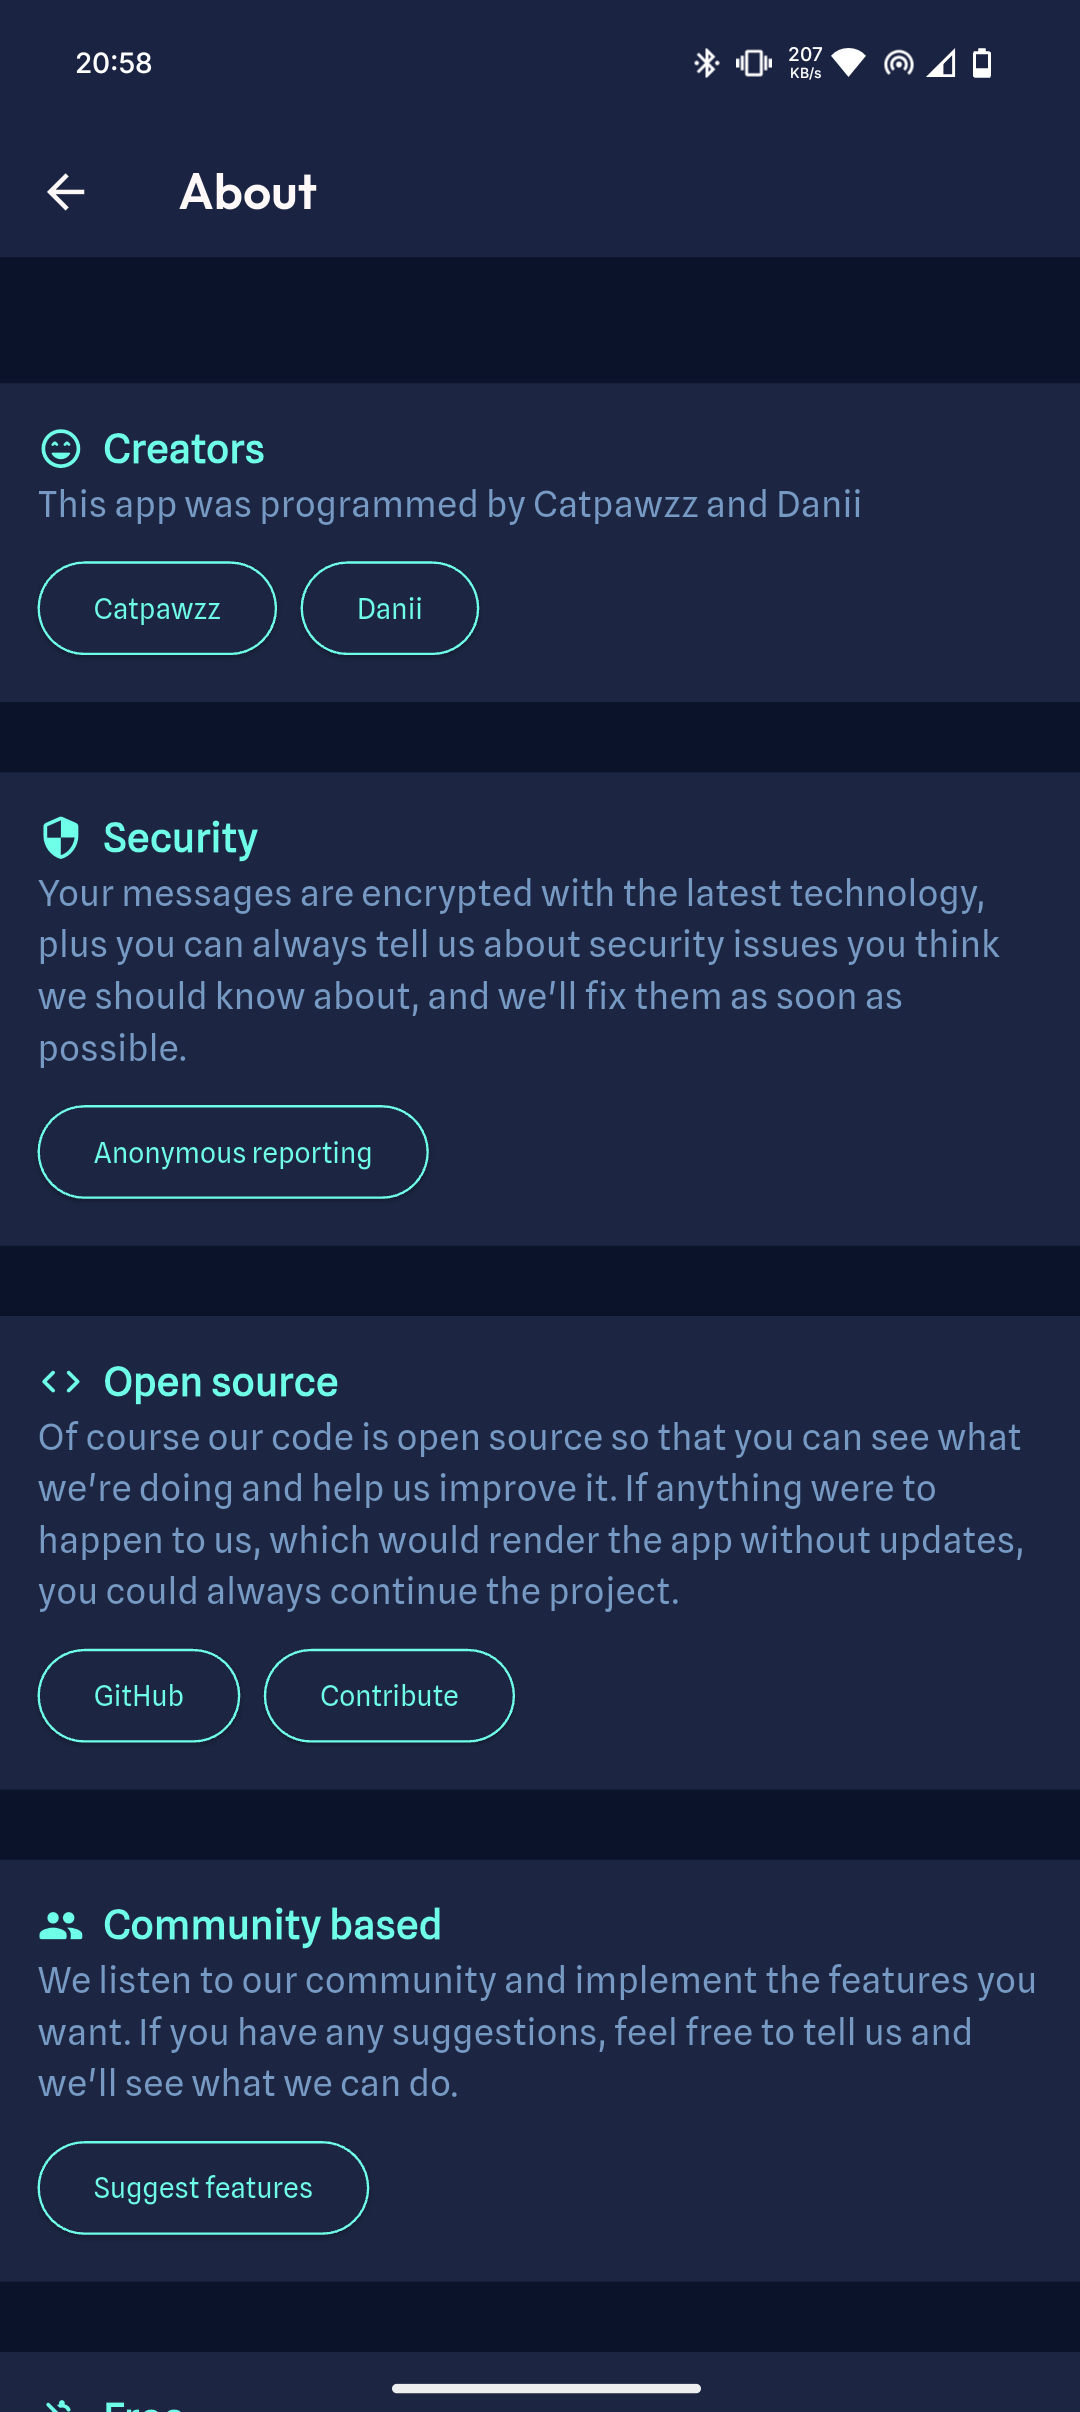 20:58
207
KB/s
About
Creators
This app was programmed by Catpawzz and Danii
Catpawzz
Danii
Security
Your messages are encrypted with the latest technology,
plus you can always tell us about security issues you think
we should know about, and we'll fix them as soon as
possible.
Anonymous reporting
Open source
Of course our code is open source so that you can see what
we're doing and help us improve it. If anything were to
happen to us, which would render the app without updates,
you could always continue the project.
GitHub
Contribute
Community based
We listen to our community and implement the features you
want. If you have any suggestions, feel free to tell us and
we'll see what we can do.
Suggest features
Free